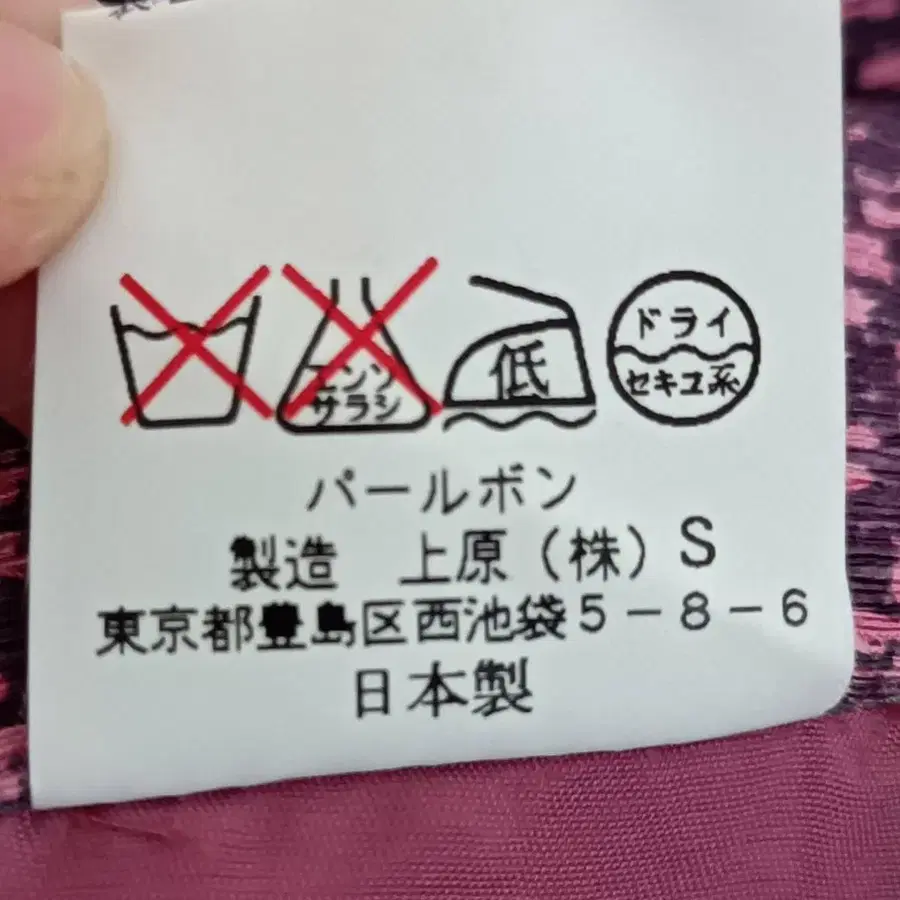 エンソ
サラシ
低
ドライ
セキユ系
パールボン
製造 上原(株)S
東京都豊島区西池袋5-8-6
日本製